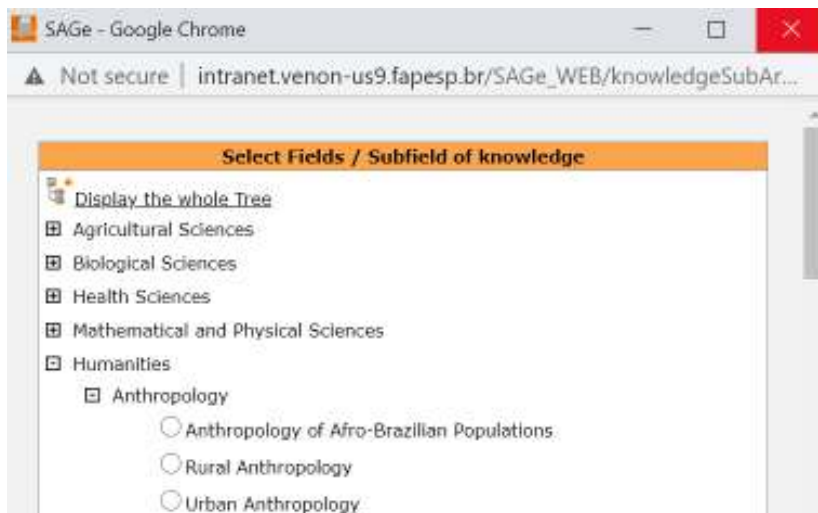 SAGe - Google Chrome
Not secure | intranet.venon-us9.fapesp.br/SAGe_WEB/knowledgeSubAr...
Select Fields / Subfield of knowledge
Display the whole Tree
Agricultural Sciences
Biological Sciences
Health Sciences
Mathematical and Physical Sciences
Humanities
Anthropology
Anthropology of Afro-Brazilian Populations
Rural Anthropology
Urban Anthropology